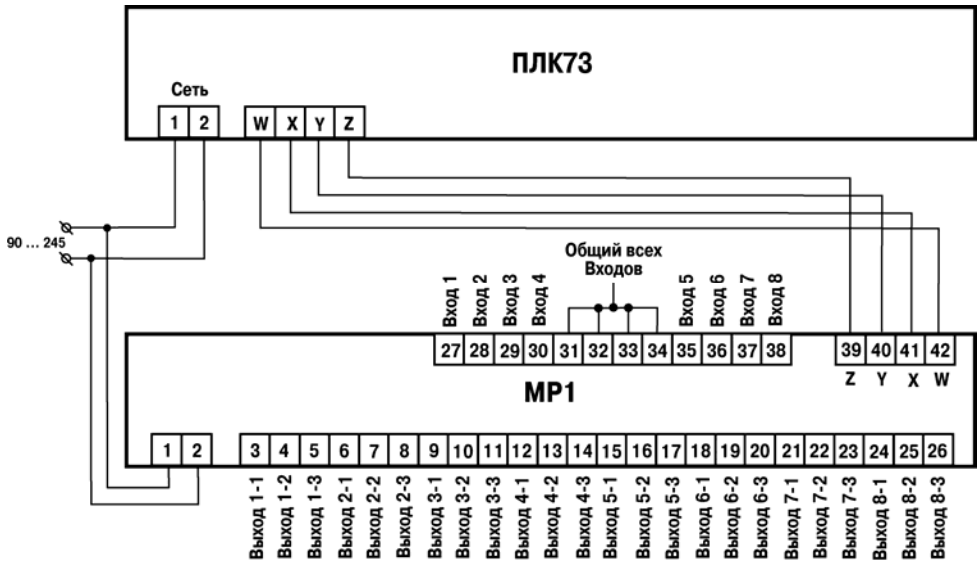 ПЛК73
Сеть
1 2 W X Y Z
90 ... 245
Общий всех
Входов
Вход 1
Вход 2
Вход 3
Вход 4
Вход 5
Вход 6
Вход 7
Вход 8
27 28 29 30 31 32 33 34 35 36 37 38 39 40 41 42
Z Y X W
МР1
1 2 3 4 5 6 7 8 9 10 11 12 13 14 15 16 17 18 19 20 21 22 23 24 25 26
Выход 1-1
Выход 1-2
Выход 1-3
Выход 2-1
Выход 2-2
Выход 2-3
Выход 3-1
Выход 3-2
Выход 3-3
Выход 4-1
Выход 4-2
Выход 4-3
Выход 5-1
Выход 5-2
Выход 5-3
Выход 6-1
Выход 6-2
Выход 6-3
Выход 7-1
Выход 7-2
Выход 7-3
Выход 8-1
Выход 8-2
Выход 8-3